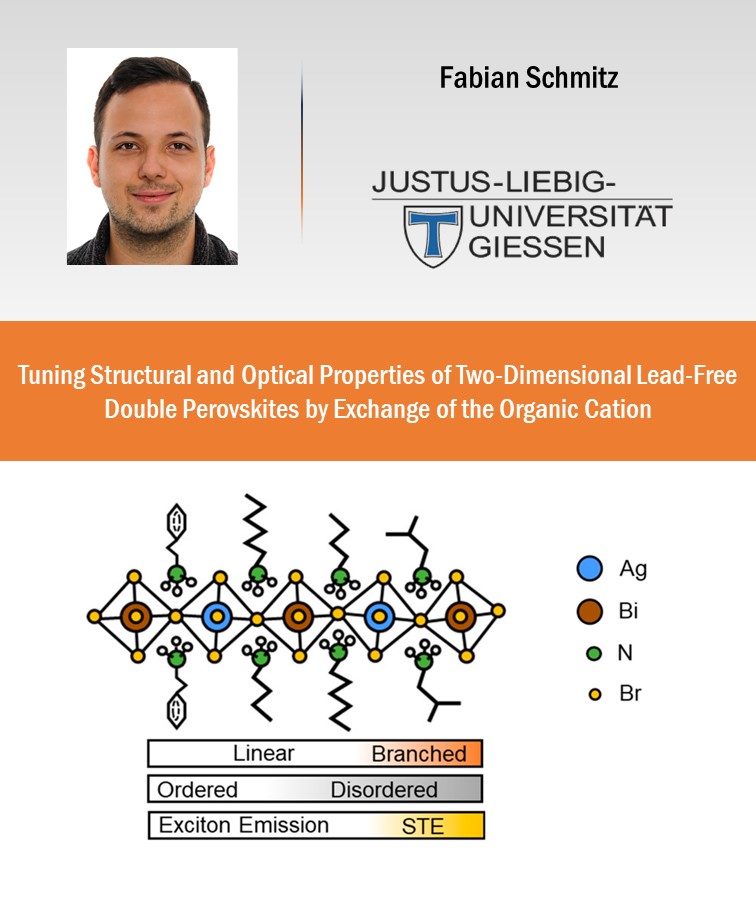 Fabian Schmitz
JUSTUS-LIEBIG-
UNIVERSITÄT
GIESSEN
Tuning Structural and Optical Properties of Two-Dimensional Lead-Free
Double Perovskites by Exchange of the Organic Cation
Ag
Bi
N
Br
Linear Branched
Ordered Disordered
Exciton Emission STE